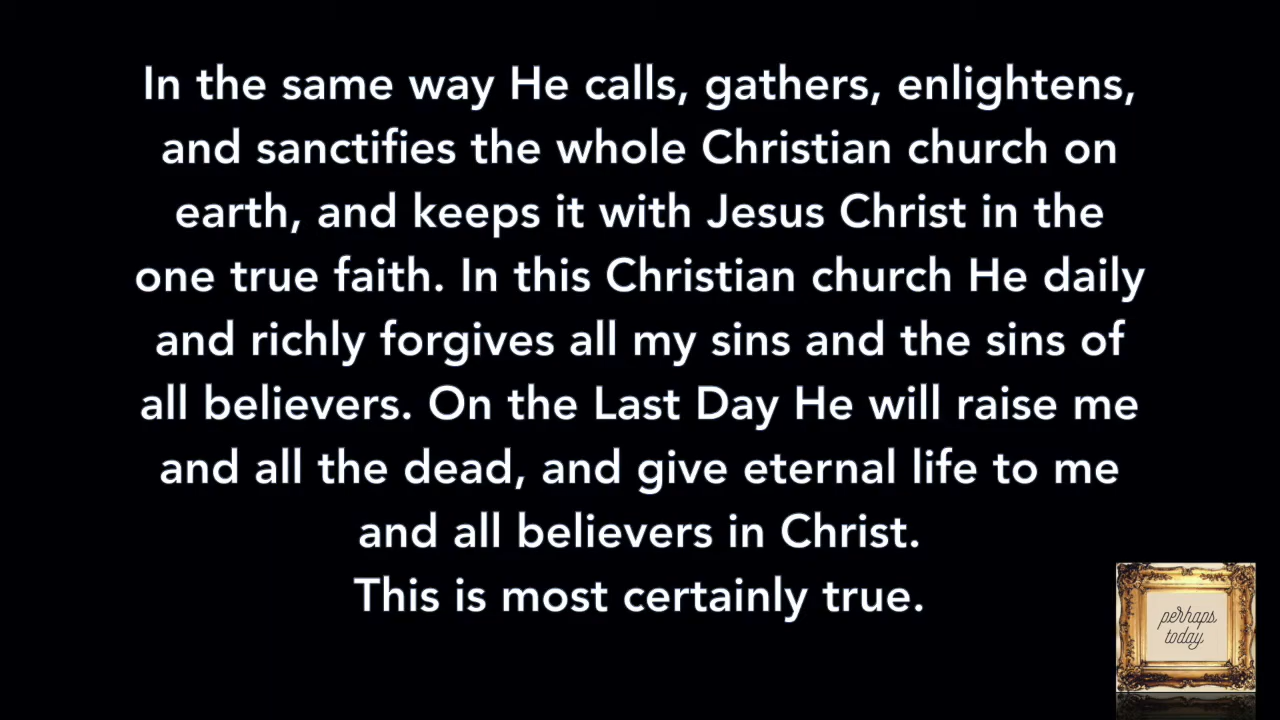 In the same way He calls, gathers, enlightens,
and sanctifies the whole Christian church on
earth, and keeps it with Jesus Christ in the
one true faith. In this Christian church He daily
and richly forgives all my sins and the sins of
all believers. On the Last Day He will raise me
and all the dead, and give eternal life to me
and all believers in Christ.
This is most certainly true.
perhaps
today